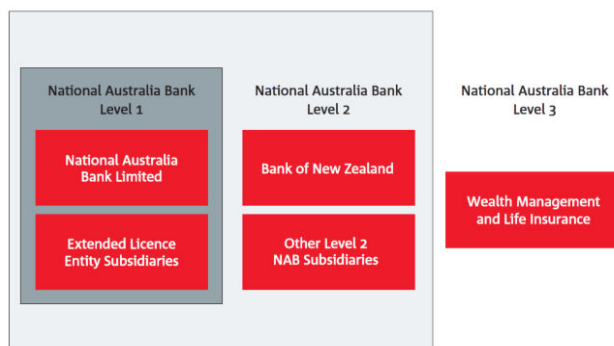 National Australia Bank
Level 1
National Australia
Bank Limited
Extended Licence
Entity Subsidiaries
National Australia Bank
Level 2
Bank of New Zealand
Other Level 2
NAB Subsidiaries
National Australia Bank
Level 3
Wealth Management
and Life Insurance